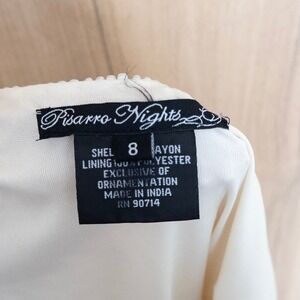 Pisarro Nights
8
SHEL AYON
LINING 100% POLYESTER
EXCLUSIVE OF
ORNAMENTATION
MADE IN INDIA
RN 90714